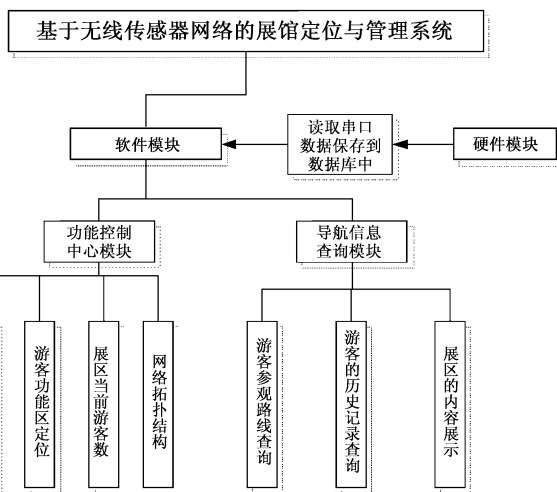 基于无线传感器网络的展馆定位与管理系统
软件模块
读取串口
数据保存到
数据库中
硬件模块
功能控制
中心模块
导航信息
查询模块
游客功能区定位
展区当前游客数
网络拓扑结构
游客参观路线查询
游客的历史记录查询
展区的内容展示